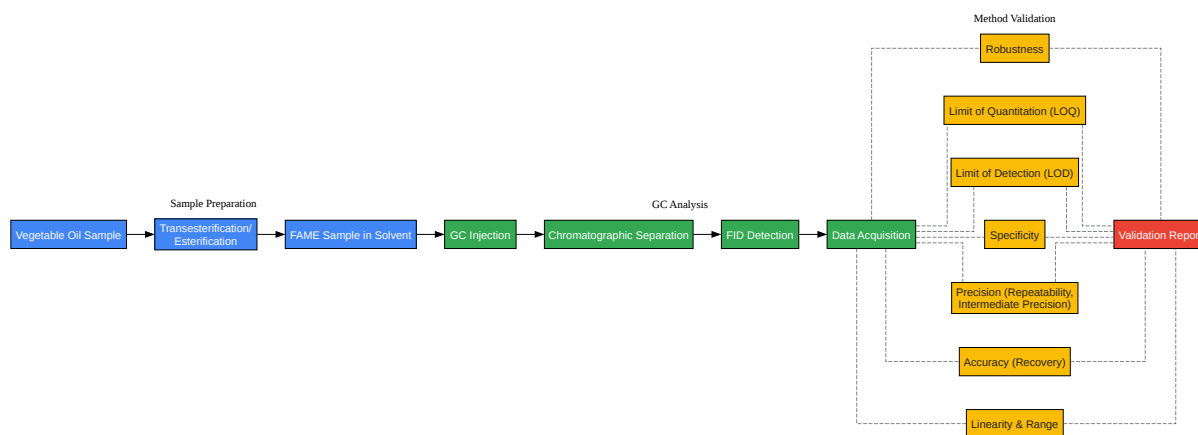 Method Validation
Robustness
Limit of Quantitation (LOQ)
Limit of Detection (LOD)
Sample Preparation
GC Analysis
Vegetable Oil Sample
Transesterification/
Esterification
FAME Sample in Solvent
GC Injection
Chromatographic Separation
FID Detection
Data Acquisition
Specificity
Validation Report
Precision (Repeatability,
Intermediate Precision)
Accuracy (Recovery)
Linearity & Range